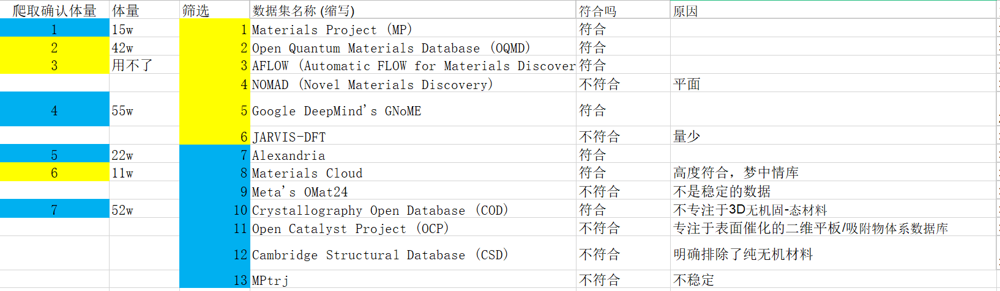 爬取确认体量 体量 筛选 数据集名称 (缩写) 符合吗 原因
1 15w 1 Materials Project (MP) 符合
2 42w 2 Open Quantum Materials Database (OQMD) 符合
3 用不了 3 AFLOW (Automatic FLOW for Materials Discover 符合
4 NOMAD (Novel Materials Discovery) 不符合 平面
4 55w 5 Google DeepMind's GNoME 符合
6 JARVIS-DFT 不符合 量少
5 22w 7 Alexandria 符合
6 11w 8 Materials Cloud 符合 高度符合，梦中情库
9 Meta's OMat24 不符合 不是稳定的数据
7 52w 10 Crystallography Open Database (COD) 符合 不专注于3D无机固-态材料
11 Open Catalyst Project (OCP) 不符合 专注于表面催化的二维平板/吸附物体系数据库
12 Cambridge Structural Database (CSD) 不符合 明确排除了纯无机材料
13 MPtrj 不符合 不稳定